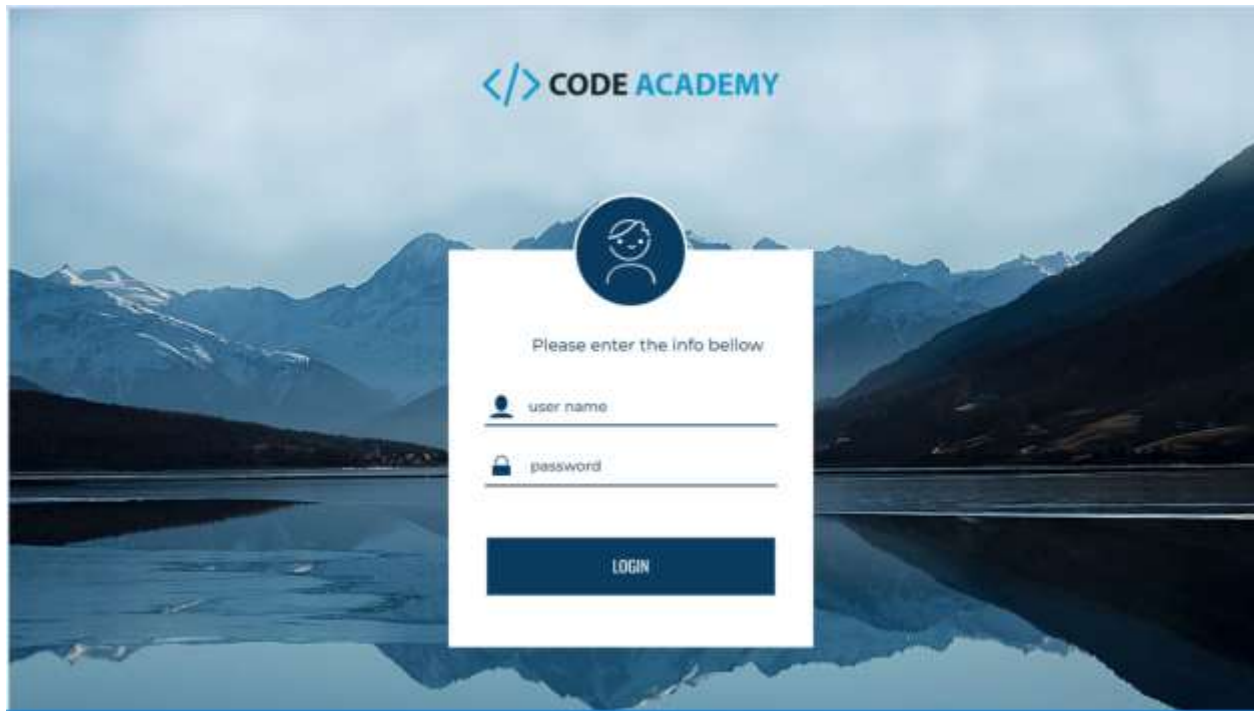 </> CODE ACADEMY
Please enter the info bellow
user name
password
LOGIN